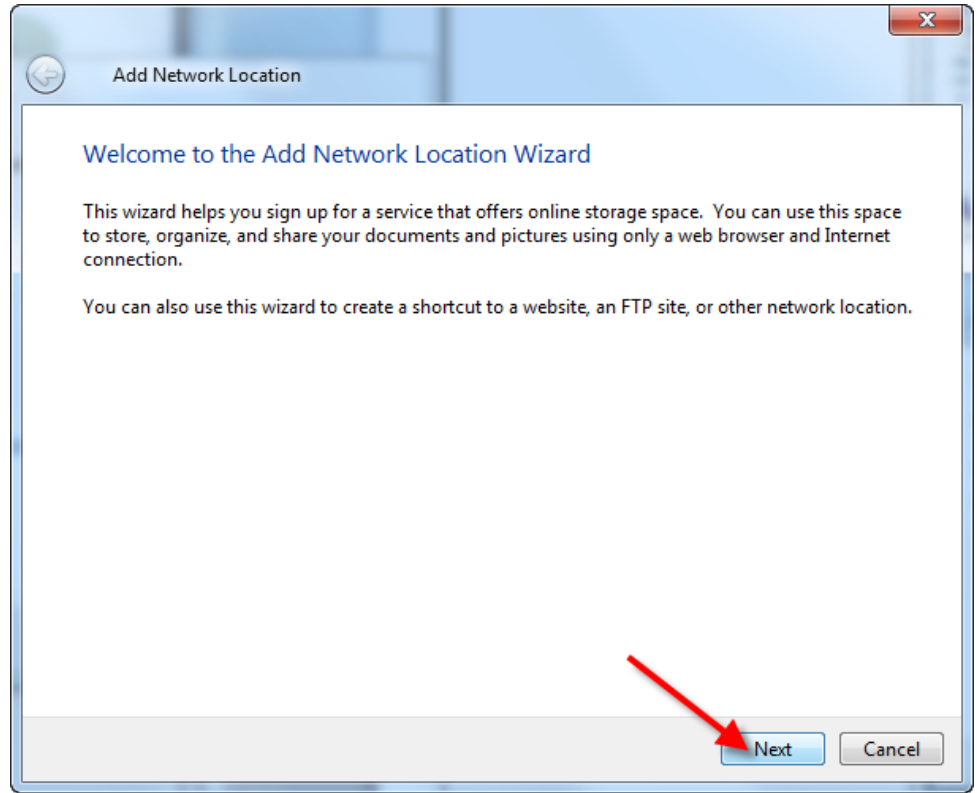 Add Network Location
Welcome to the Add Network Location Wizard
This wizard helps you sign up for a service that offers online storage space.  You can use this space
to store, organize, and share your documents and pictures using only a web browser and Internet
connection.
You can also use this wizard to create a shortcut to a website, an FTP site, or other network location.
Next
Cancel